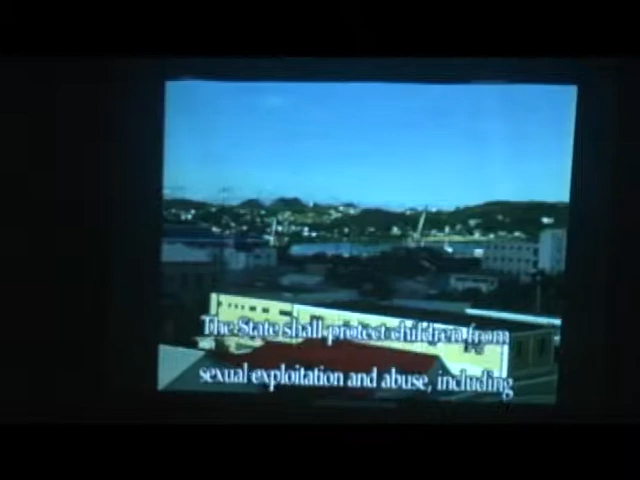 The State shall protect children from
sexual exploitation and abuse, including